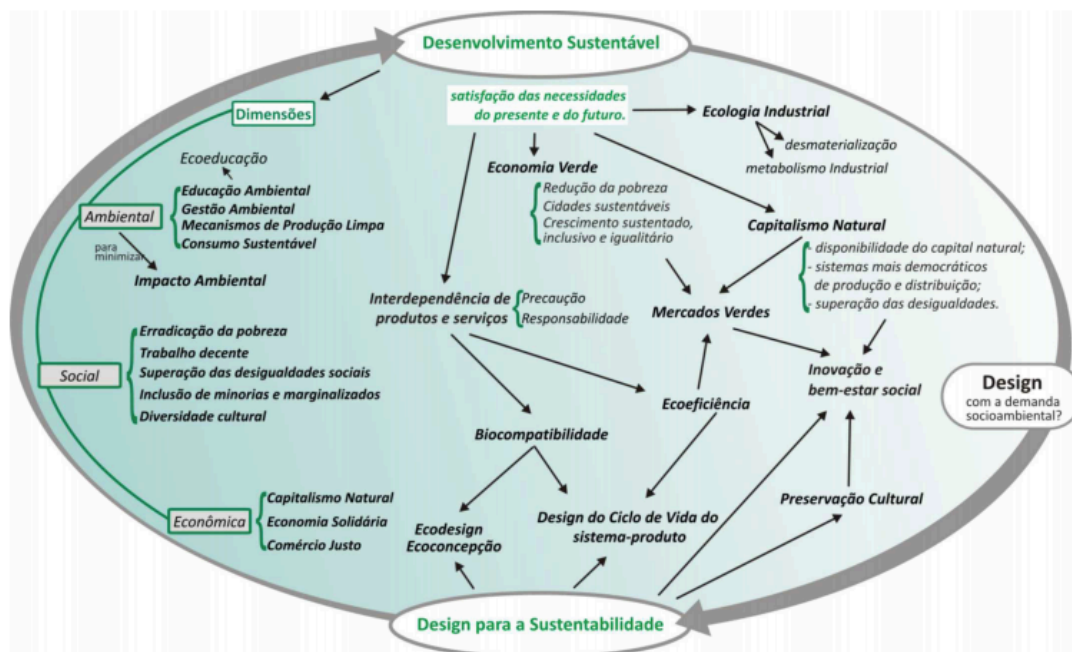 Desenvolvimento Sustentável
Dimensões
satisfação das necessidades
do presente e do futuro.
Ecologia Industrial
desmaterialização
metabolismo Industrial
Ecoeducação
Economia Verde
Educação Ambiental
Gestão Ambiental
Mecanismos de Produção Limpa
Consumo Sustentável
Ambiental
para
minimizar
Impacto Ambiental
Redução da pobreza
Cidades sustentáveis
Crescimento sustentado,
inclusivo e igualitário
Capitalismo Natural
- disponibilidade do capital natural;
- sistemas mais democráticos
de produção e distribuição;
- superação das desigualdades.
Interdependência de
produtos e serviços
Precaução
Responsabilidade
Mercados Verdes
Erradicação da pobreza
Trabalho decente
Superação das desigualdades sociais
Inclusão de minorias e marginalizados
Diversidade cultural
Social
Inovação e
bem-estar social
Design
com a demanda
socioambiental?
Ecoeficiência
Biocompatibilidade
Econômica
Capitalismo Natural
Economia Solidária
Comércio Justo
Ecodesign
Ecoconcepção
Design do Ciclo de Vida do
sistema-produto
Preservação Cultural
Design para a Sustentabilidade